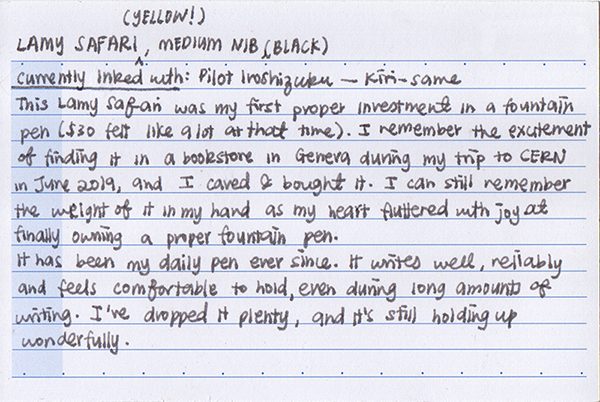 (YELLOW!)
LAMY SAFARI, MEDIUM NIB (BLACK)
currently inked with: Pilot Iroshizuku — Kiri-same
This Lamy Safari was my first proper investment in a fountain
pen ($30 felt like a lot at that time). I remember the excitement
of finding it in a bookstore in Geneva during my trip to CERN
in June 2019, and I caved & bought it. I can still remember
the weight of it in my hand as my heart fluttered with joy at
finally owning a proper fountain pen.
It has been my daily pen ever since. It writes well, reliably
and feels comfortable to hold, even during long amounts of
writing. I've dropped it plenty, and it's still holding up
wonderfully.